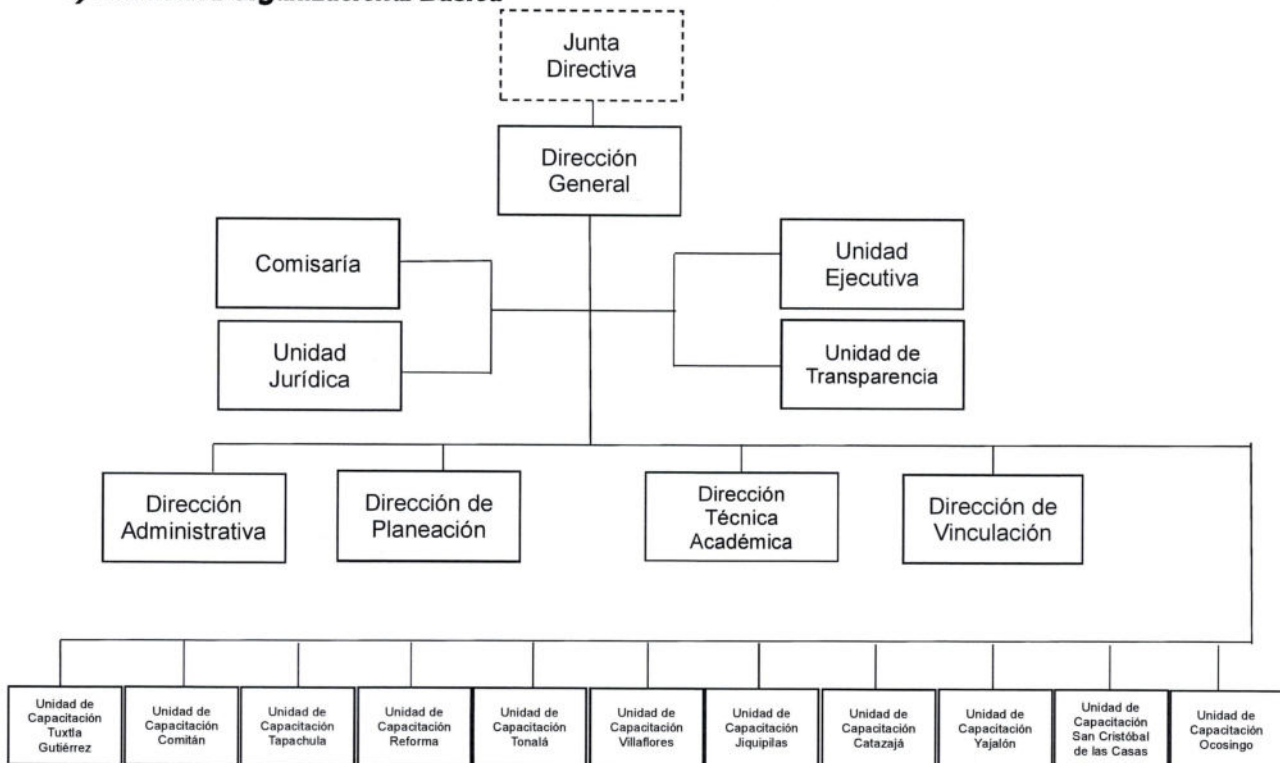 Básica
Junta
Directiva
Dirección
General
Comisaría
Unidad
Ejecutiva
Unidad
Jurídica
Unidad de
Transparencia
Dirección
Administrativa
Dirección de
Planeación
Dirección
Técnica
Académica
Dirección de
Vinculación
Unidad de
Capacitación
Tuxtla
Gutiérrez
Unidad de
Capacitación
Comitán
Unidad de
Capacitación
Tapachula
Unidad de
Capacitación
Reforma
Unidad de
Capacitación
Tonalá
Unidad de
Capacitación
Villaflores
Unidad de
Capacitación
Jiquipilas
Unidad de
Capacitación
Catazajá
Unidad de
Capacitación
Yajalón
Unidad de
Capacitación
San Cristóbal
de las Casas
Unidad de
Capacitación
Ocosingo